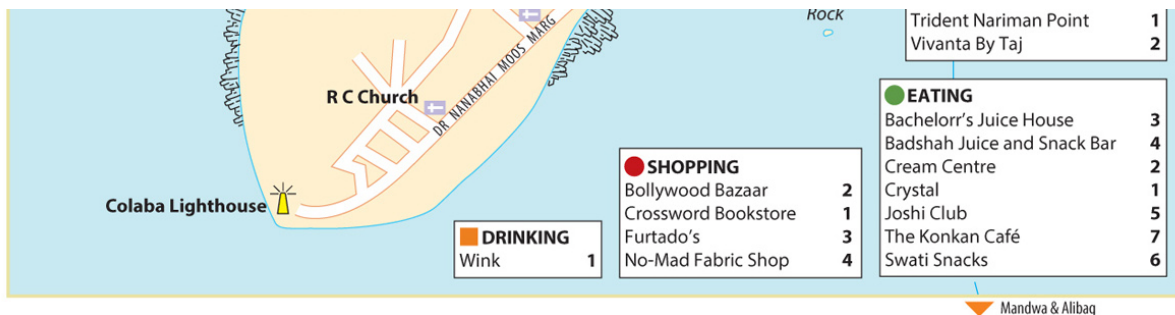 Rock
Trident Nariman Point 1
Vivanta By Taj 2
DR NANABHAI MOOS MARG
R C Church
Colaba Lighthouse
DRINKING
Wink 1
SHOPPING
Bollywood Bazaar 2
Crossword Bookstore 1
Furtado's 3
No-Mad Fabric Shop 4
EATING
Bachelorr's Juice House 3
Badshah Juice and Snack Bar 4
Cream Centre 2
Crystal 1
Joshi Club 5
The Konkan Café 7
Swati Snacks 6
Mandwa & Alibag